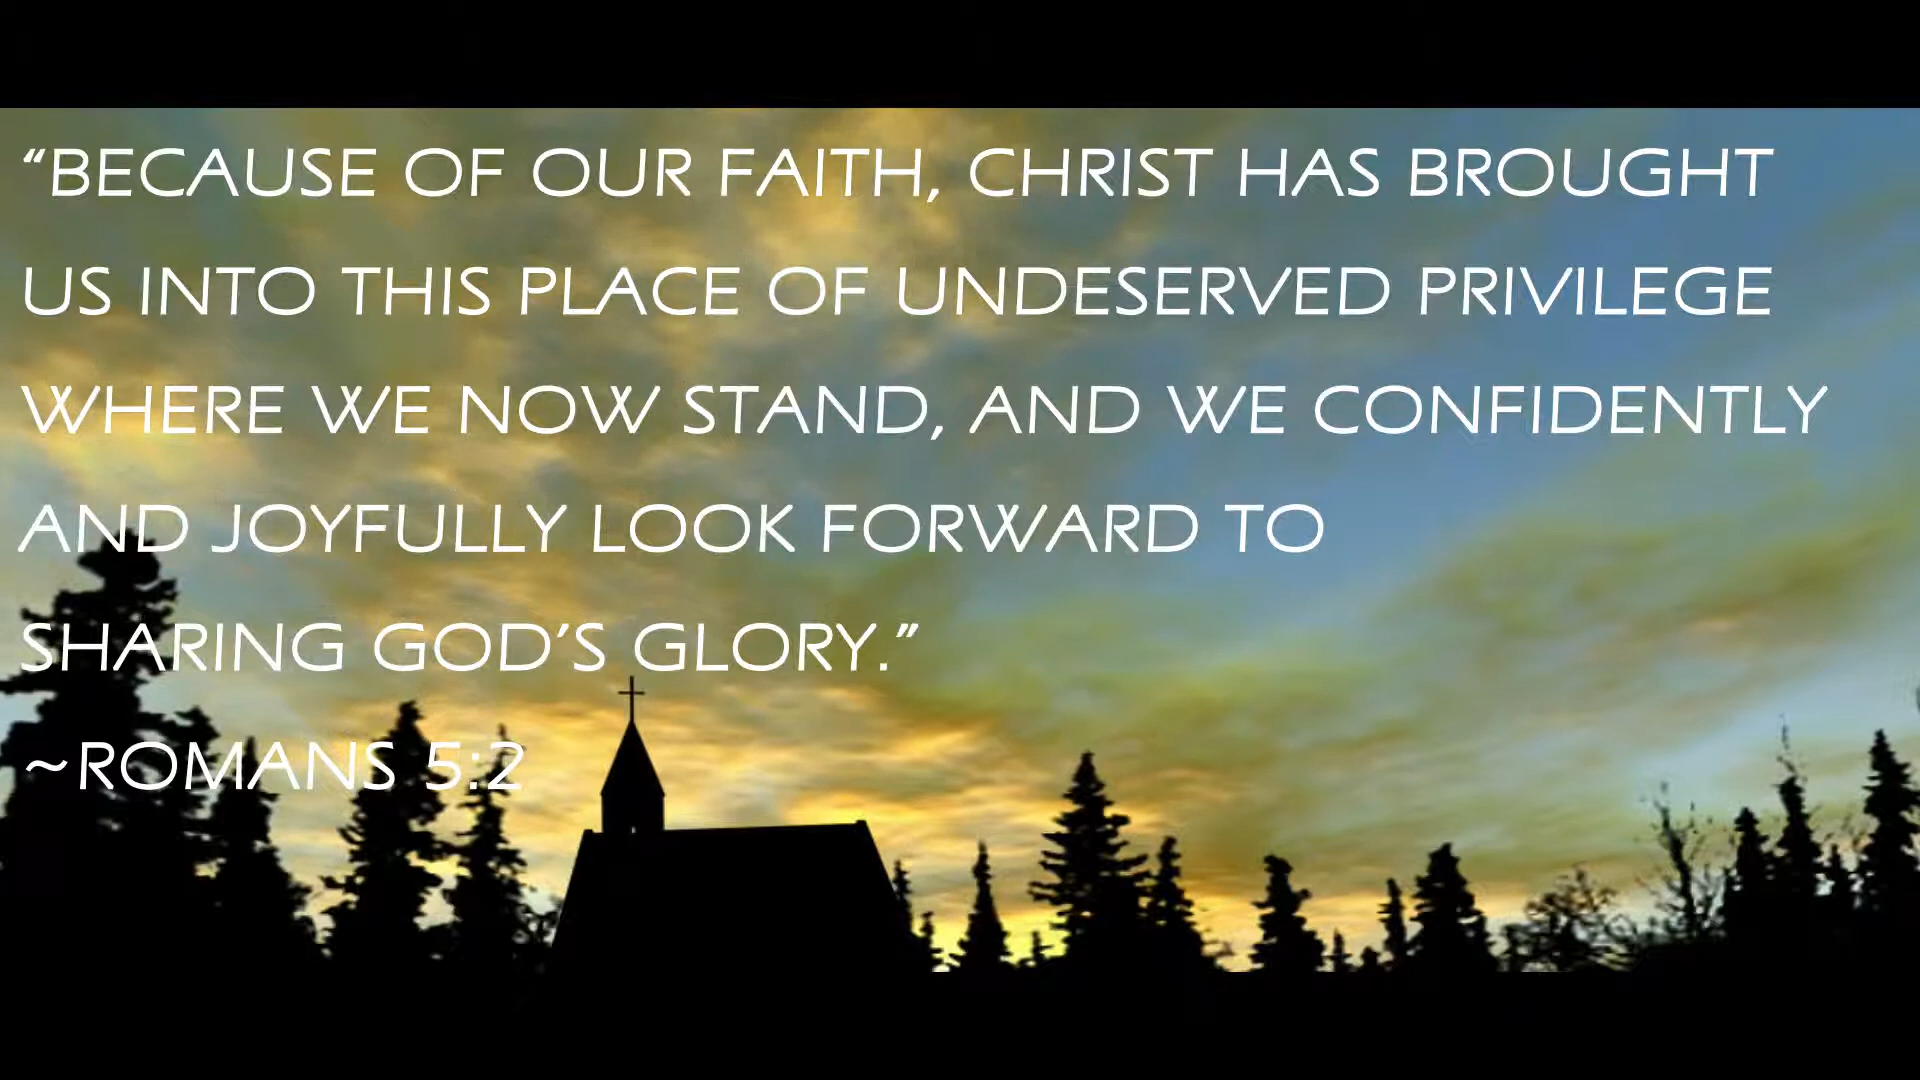 “BECAUSE OF OUR FAITH, CHRIST HAS BROUGHT
US INTO THIS PLACE OF UNDESERVED PRIVILEGE
WHERE WE NOW STAND, AND WE CONFIDENTLY
AND JOYFULLY LOOK FORWARD TO
SHARING GOD’S GLORY.”
~ROMANS 5:2